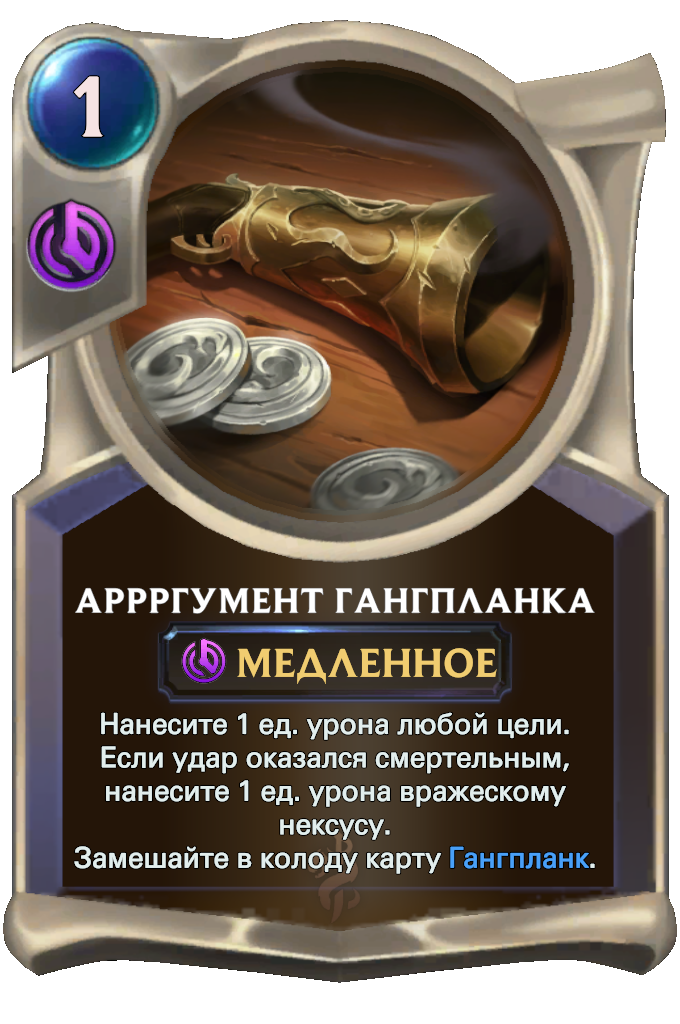 1
АРРРГУМЕНТ ГАНГПЛАНКА
МЕДЛЕННОЕ
Нанесите 1 ед. урона любой цели.
Если удар оказался смертельным,
нанесите 1 ед. урона вражескому
нексусу.
Замешайте в колоду карту Гангпланк.